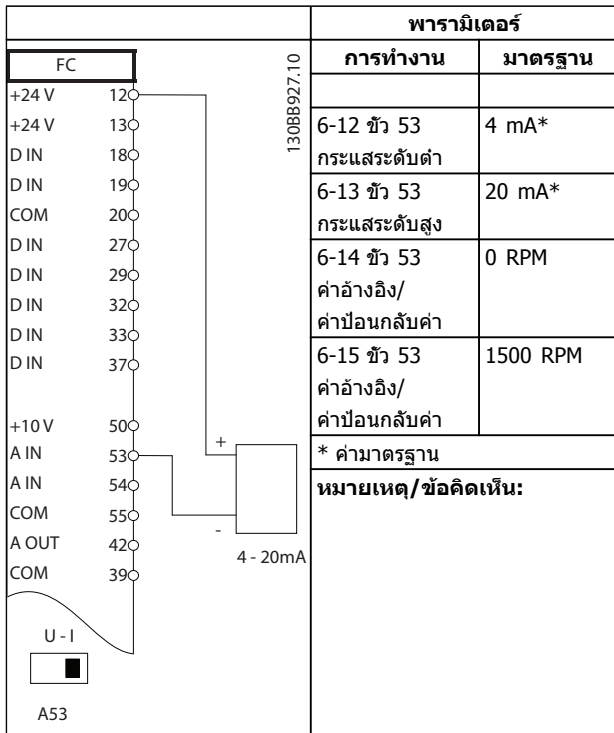 FC
130BB927.10
+24 V 12
+24 V 13
D IN 18
D IN 19
COM 20
D IN 27
D IN 29
D IN 32
D IN 33
D IN 37
+10 V 50
A IN 53
A IN 54
COM 55
A OUT 42
COM 39
+
-
4 - 20mA
U - I
A53
พารามิเตอร์
การทำงาน มาตรฐาน
6-12 ขั้ว 53 4 mA*
กระแสระดับต่ำ
6-13 ขั้ว 53 20 mA*
กระแสระดับสูง
6-14 ขั้ว 53 0 RPM
ค่าอ้างอิง/
ค่าป้อนกลับค่า
6-15 ขั้ว 53 1500 RPM
ค่าอ้างอิง/
ค่าป้อนกลับค่า
* ค่ามาตรฐาน
หมายเหตุ/ข้อคิดเห็น: